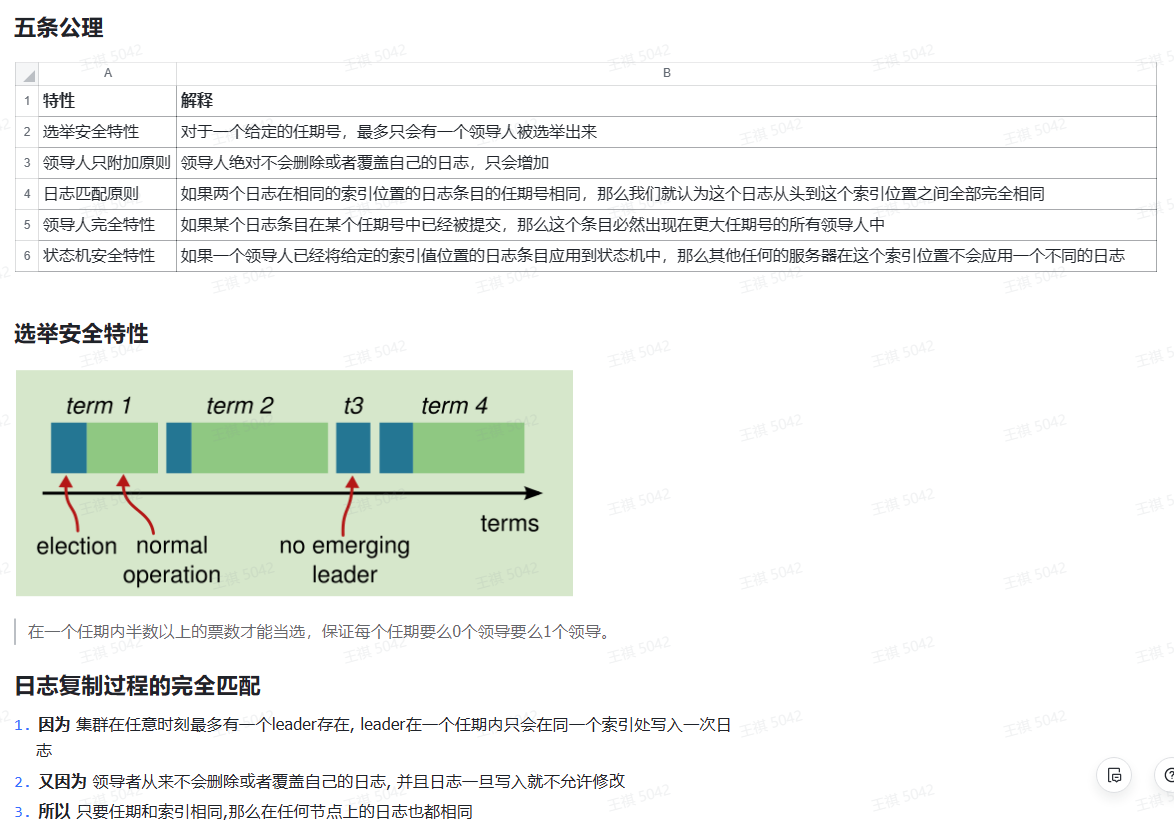 五条公理
A B
1 特性 解释
2 选举安全特性 对于一个给定的任期号，最多只会有一个领导人被选举出来
3 领导人只附加原则 领导人绝对不会删除或者覆盖自己的日志，只会增加
4 日志匹配原则 如果两个日志在相同的索引位置的日志条目的任期号相同，那么我们就认为这个日志从头到这个索引位置之间全部完全相同
5 领导人完全特性 如果某个日志条目在某个任期号中已经被提交，那么这个条目必然出现在更大任期号的所有领导人中
6 状态机安全特性 如果一个领导人已经将给定的索引值位置的日志条目应用到状态机中，那么其他任何的服务器在这个索引位置不会应用一个不同的日志
选举安全特性
term 1 term 2 t3 term 4
terms
election normal operation no emerging leader
在一个任期内半数以上的票数才能当选，保证每个任期要么0个领导要么1个领导。
日志复制过程的完全匹配
1. 因为 集群在任意时刻最多有一个leader存在, leader在一个任期内只会在同一个索引处写入一次日
志
2. 又因为 领导者从来不会删除或者覆盖自己的日志, 并且日志一旦写入就不允许修改
3. 所以 只要任期和索引相同,那么在任何节点上的日志也都相同
王琪 5042